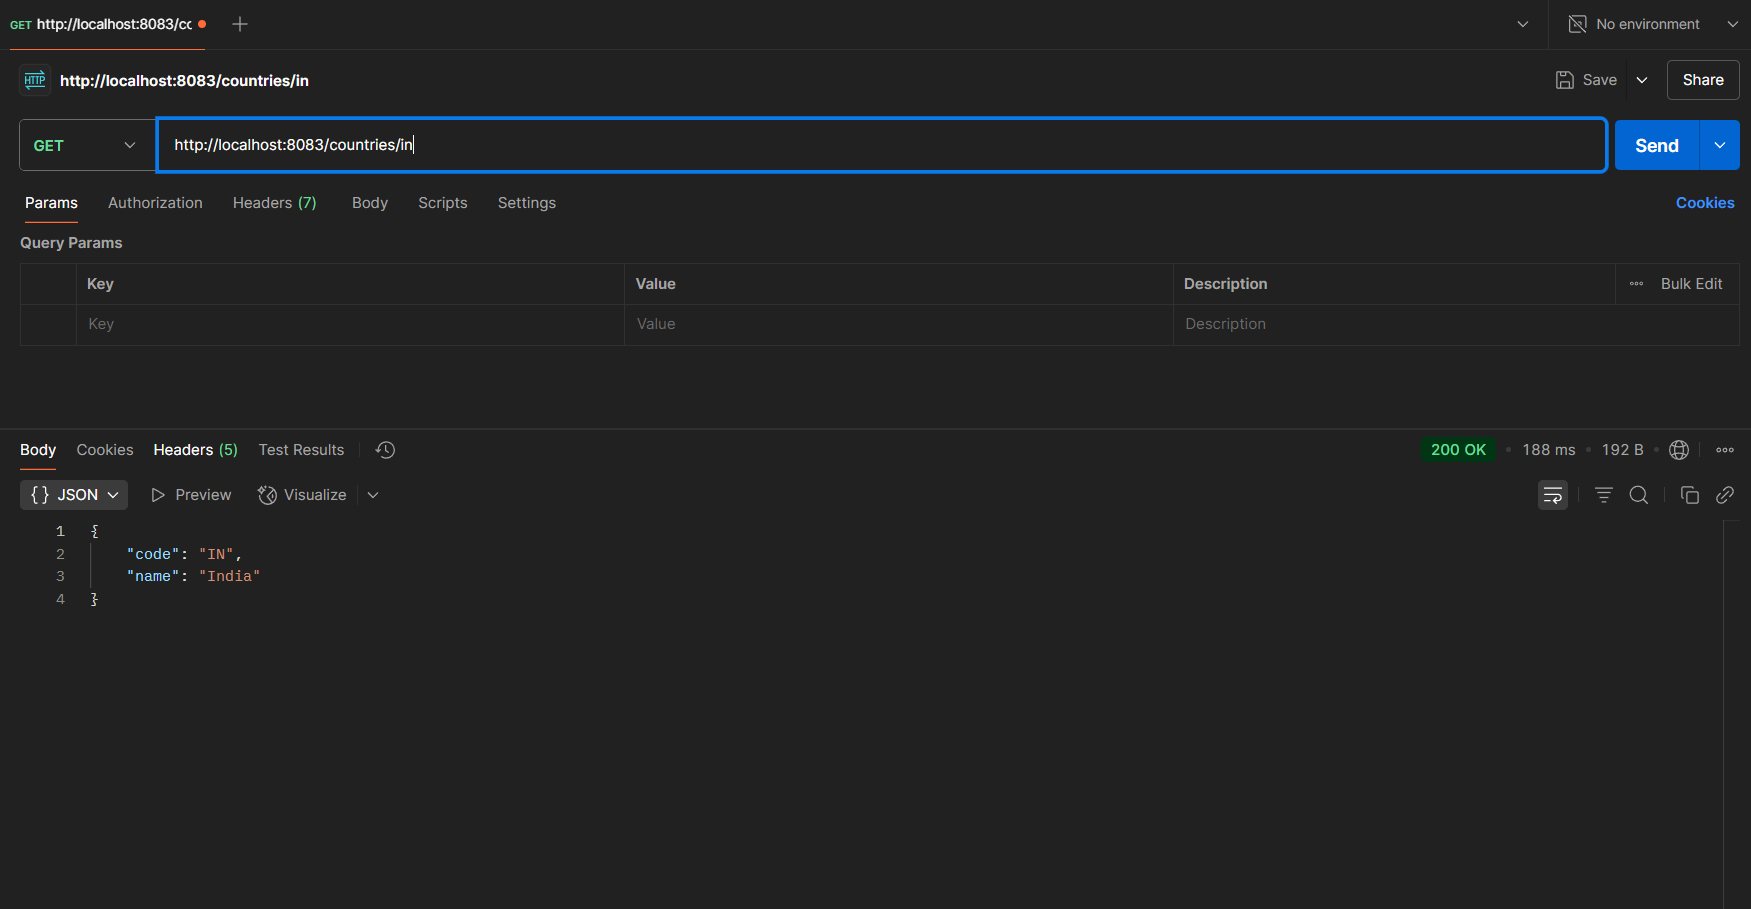 GET http://localhost:8083/cc
No environment
HTTP http://localhost:8083/countries/in
Save
Share
GET
http://localhost:8083/countries/in
Send
Params Authorization Headers (7) Body Scripts Settings
Cookies
Query Params
Key Value Description Bulk Edit
Key Value Description
Body Cookies Headers (5) Test Results
200 OK • 188 ms • 192 B •
{} JSON Preview Visualize
1 {
2 "code": "IN",
3 "name": "India"
4 }